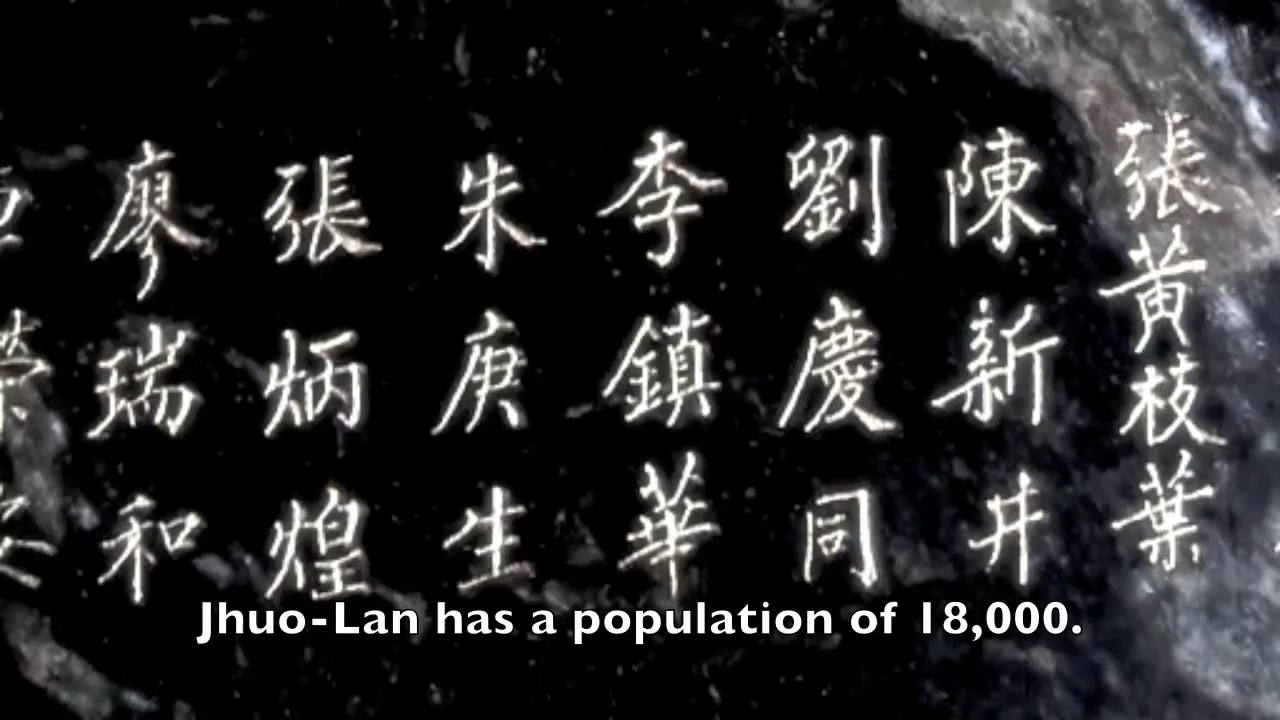 張黃枝葉
陳新井
劉慶同
李鎮華
朱庚生
張炳煌
廖瑞和
Jhuo-Lan has a population of 18,000.